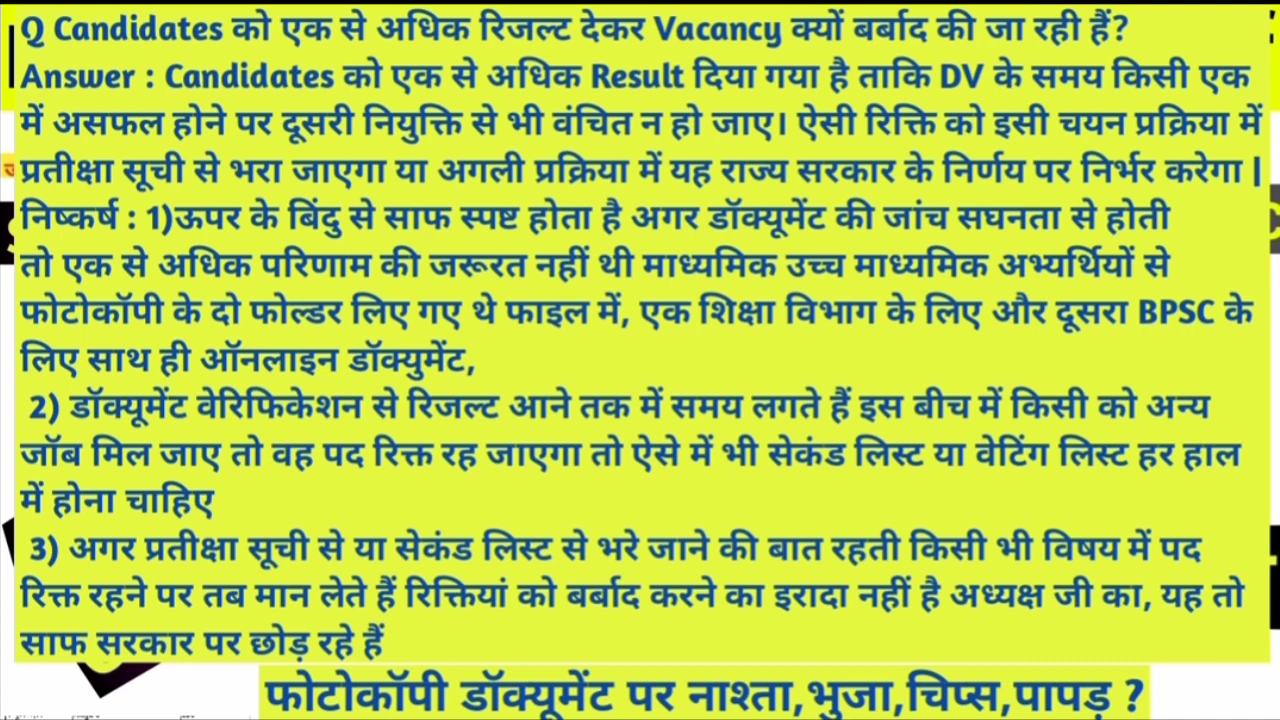 Q Candidates को एक से अधिक रिजल्ट देकर Vacancy क्यों बर्बाद की जा रही हैं?
Answer : Candidates को एक से अधिक Result दिया गया है ताकि DV के समय किसी एक
में असफल होने पर दूसरी नियुक्ति से भी वंचित न हो जाए। ऐसी रिक्ति को इसी चयन प्रक्रिया में
प्रतीक्षा सूची से भरा जाएगा या अगली प्रक्रिया में यह राज्य सरकार के निर्णय पर निर्भर करेगा |
निष्कर्ष : 1)ऊपर के बिंदु से साफ स्पष्ट होता है अगर डॉक्यूमेंट की जांच सघनता से होती
तो एक से अधिक परिणाम की जरूरत नहीं थी माध्यमिक उच्च माध्यमिक अभ्यर्थियों से
फोटोकॉपी के दो फोल्डर लिए गए थे फाइल में, एक शिक्षा विभाग के लिए और दूसरा BPSC के
लिए साथ ही ऑनलाइन डॉक्युमेंट,
2) डॉक्यूमेंट वेरिफिकेशन से रिजल्ट आने तक में समय लगते हैं इस बीच में किसी को अन्य
जॉब मिल जाए तो वह पद रिक्त रह जाएगा तो ऐसे में भी सेकंड लिस्ट या वेटिंग लिस्ट हर हाल
में होना चाहिए
3) अगर प्रतीक्षा सूची से या सेकंड लिस्ट से भरे जाने की बात रहती किसी भी विषय में पद
रिक्त रहने पर तब मान लेते हैं रिक्तियां को बर्बाद करने का इरादा नहीं है अध्यक्ष जी का, यह तो
साफ सरकार पर छोड़ रहे हैं
फोटोकॉपी डॉक्यूमेंट पर नाश्ता,भुजा,चिप्स,पापड़ ?